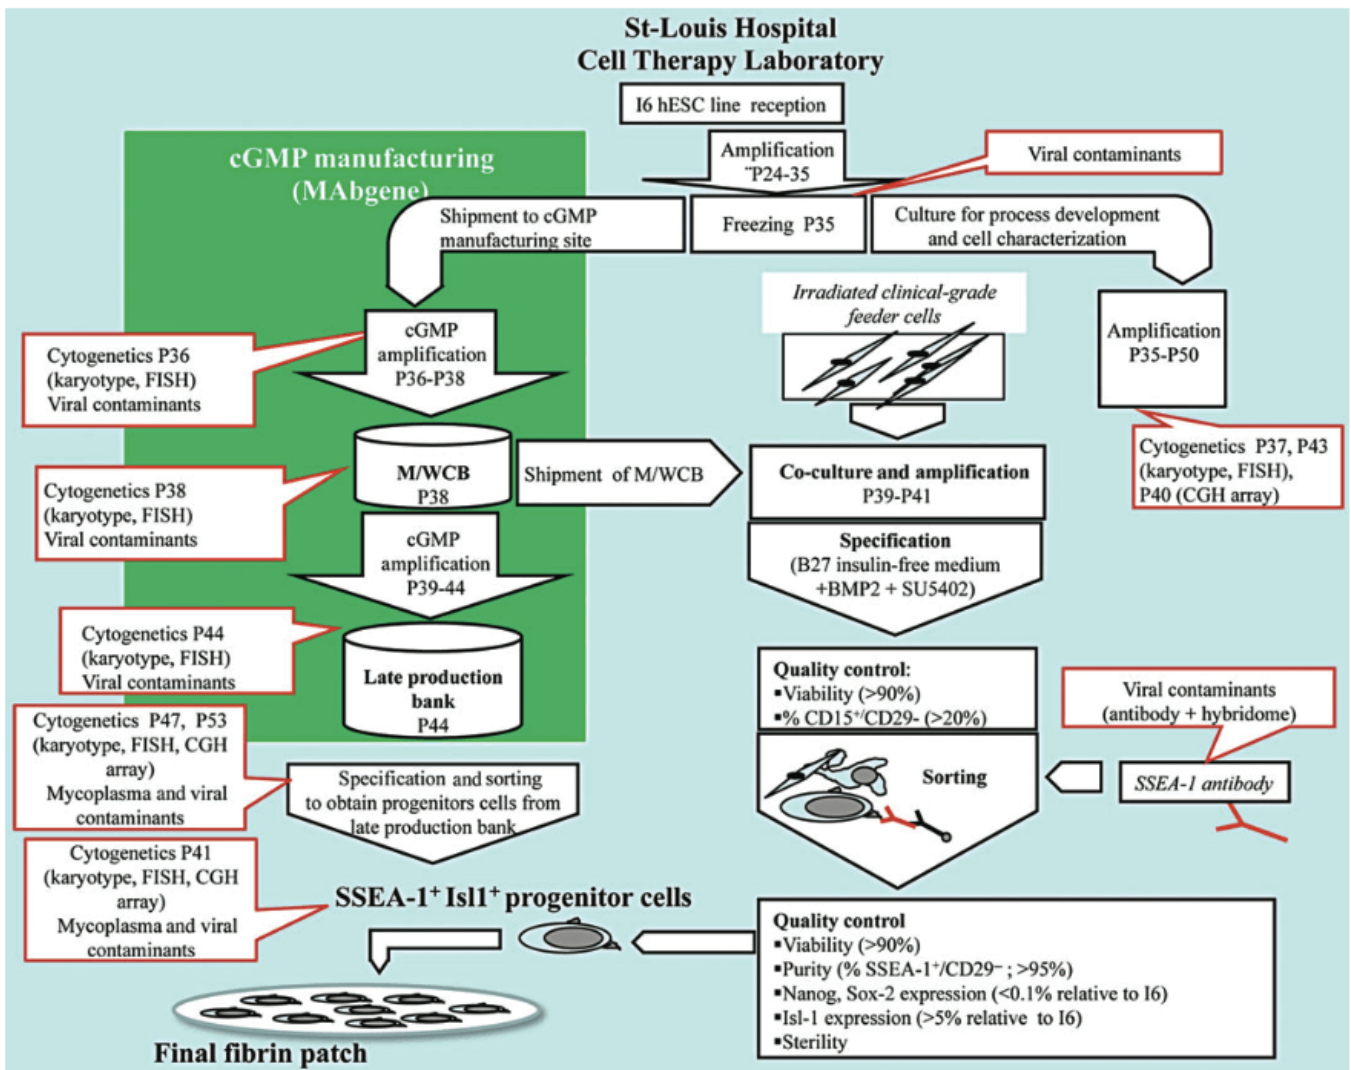 St-Louis Hospital
Cell Therapy Laboratory
I6 hESC line reception
Amplification
¨P24-35
Viral contaminants
cGMP manufacturing
(MAbgene)
Shipment to cGMP
manufacturing site
Freezing P35
Culture for process development
and cell characterization
Irradiated clinical-grade
feeder cells
Amplification
P35-P50
cGMP
amplification
P36-P38
Cytogenetics P36
(karyotype, FISH)
Viral contaminants
Cytogenetics P37, P43
(karyotype, FISH),
P40 (CGH array)
M/WCB
P38
Shipment of M/WCB
Co-culture and amplification
P39-P41
Cytogenetics P38
(karyotype, FISH)
Viral contaminants
cGMP
amplification
P39-44
Specification
(B27 insulin-free medium
+BMP2 + SU5402)
Cytogenetics P44
(karyotype, FISH)
Viral contaminants
Late production
bank
P44
Quality control:
▪Viability (>90%)
▪% CD15+/CD29- (>20%)
Viral contaminants
(antibody + hybridome)
Cytogenetics P47, P53
(karyotype, FISH, CGH
array)
Mycoplasma and viral
contaminants
Specification and sorting
to obtain progenitors cells from
late production bank
Sorting
SSEA-1 antibody
Cytogenetics P41
(karyotype, FISH, CGH
array)
Mycoplasma and viral
contaminants
SSEA-1+ Isl1+ progenitor cells
Quality control
▪Viability (>90%)
▪Purity (% SSEA-1+/CD29– ; >95%)
▪Nanog, Sox-2 expression (<0.1% relative to I6)
▪Isl-1 expression (>5% relative to I6)
▪Sterility
Final fibrin patch